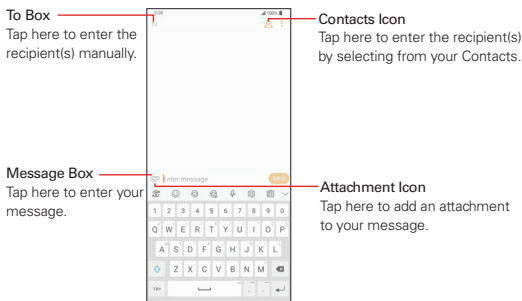 To Box
Tap here to enter the
recipient(s) manually.
Message Box
Tap here to enter your
message.
Contacts Icon
Tap here to enter the recipient(s)
by selecting from your Contacts.
Attachment Icon
Tap here to add an attachment
to your message.
100%
Enter message
Send
1 2 3 4 5 6 7 8 9 0
Q W E R T Y U I O P
A S D F G H J K L
Z X C V B N M